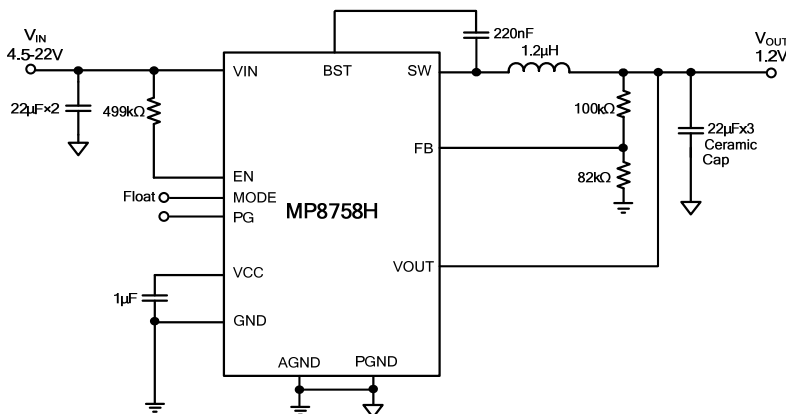 VIN
4.5-22V
22µF×2
499kΩ
VIN
BST
SW
220nF
1.2µH
VOUT
1.2V
100kΩ
22µFx3
Ceramic
Cap
FB
82kΩ
EN
Float
MODE
PG
MP8758H
VCC
VOUT
1µF
GND
AGND
PGND